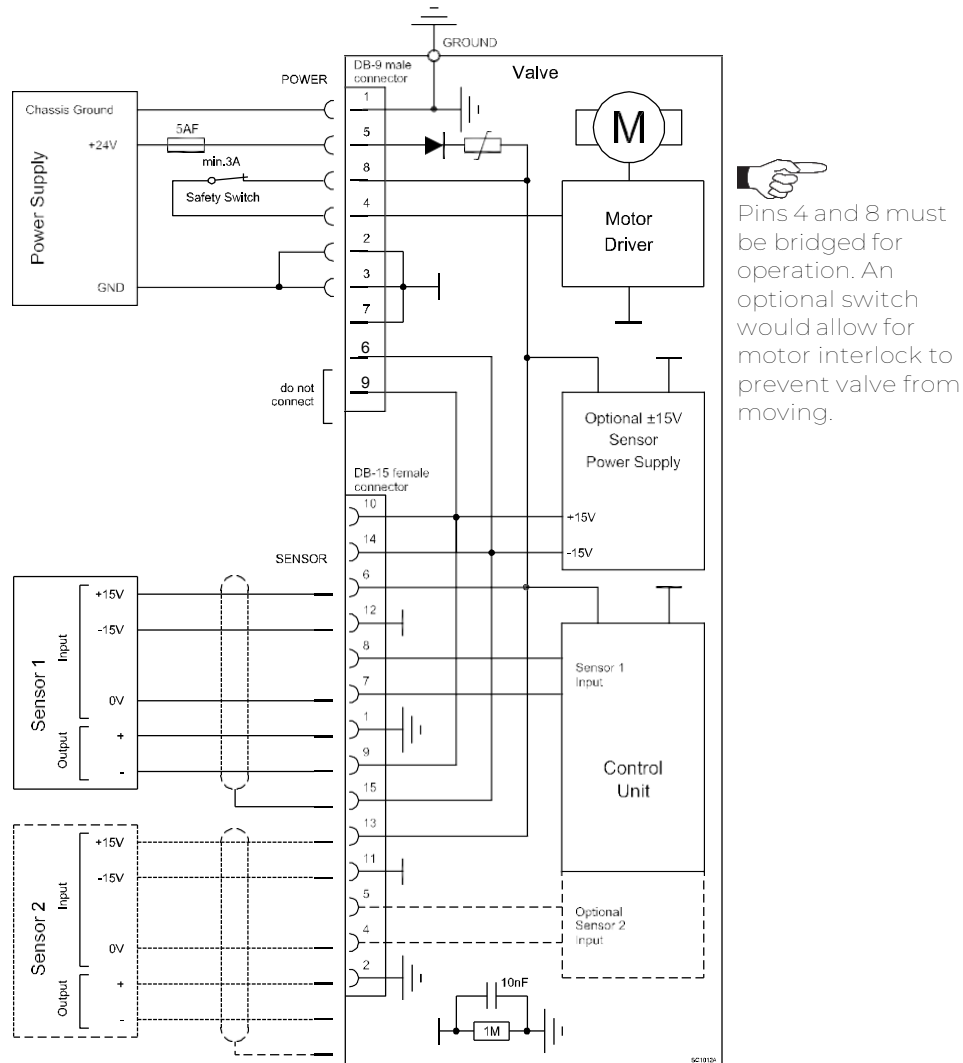 GROUND
DB-9 male
connector
Valve
POWER
Chassis Ground
+24V
5AF
min.3A
Safety Switch
GND
Power Supply
1
5
8
4
2
3
7
6
9
do not
connect
M
Motor
Driver
Pins 4 and 8 must
be bridged for
operation. An
optional switch
would allow for
motor interlock to
prevent valve from
moving.
Optional ±15V
Sensor
Power Supply
+15V
-15V
DB-15 female
connector
SENSOR
10
14
6
12
8
7
1
9
15
13
11
5
4
2
Sensor 1
Input
Output
+15V
-15V
0V
+
-
Sensor 2
Input
Output
+15V
-15V
0V
+
-
Sensor 1
Input
Control
Unit
Optional
Sensor 2
Input
10nF
1M